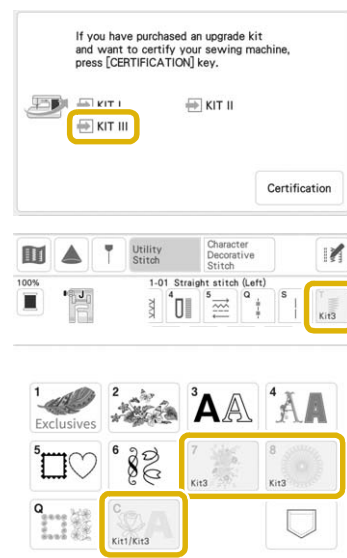 If you have purchased an upgrade kit
and want to certify your sewing machine,
press [CERTIFICATION] key.
KIT I
KIT II
KIT III
Certification
Utility
Stitch
Character
Decorative
Stitch
100%
J
1-01 Straight stitch (Left)
4
5
Q
S
T
Kit3
1
Exclusives
2
3
AA
4
AA
5
6
7
Kit3
8
Kit3
Q
C
A
Kit1/Kit3